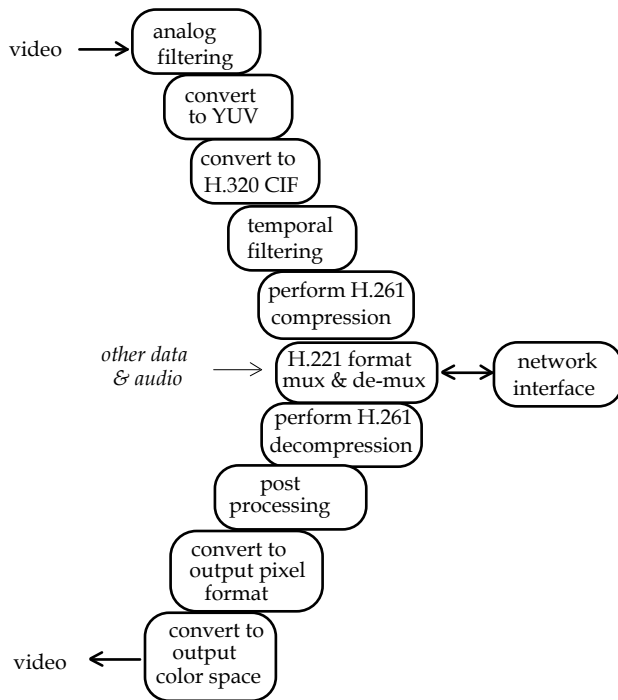 video
analog
filtering
convert
to YUV
convert to
H.320 CIF
temporal
filtering
perform H.261
compression
other data
& audio
H.221 format
mux & de-mux
network
interface
perform H.261
decompression
post
processing
convert to
output pixel
format
convert to
output
color space
video